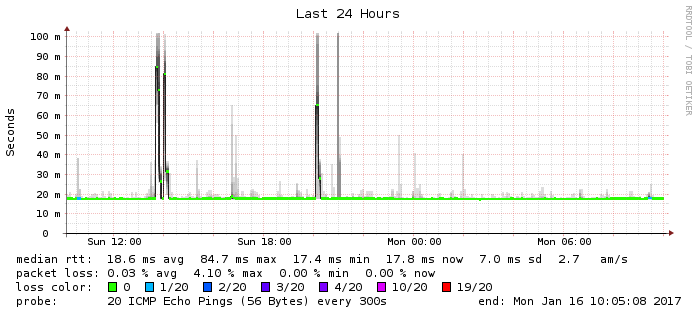 Last 24 Hours
RRDTOOL / TOBI OETIKER
Seconds
100 m
90 m
80 m
70 m
60 m
50 m
40 m
30 m
20 m
10 m
0
Sun 12:00 Sun 18:00 Mon 00:00 Mon 06:00
median rtt: 18.6 ms avg 84.7 ms max 17.4 ms min 17.8 ms now 7.0 ms sd 2.7 am/s
packet loss: 0.03 % avg 4.10 % max 0.00 % min 0.00 % now
loss color: 0 1/20 2/20 3/20 4/20 10/20 19/20
probe: 20 ICMP Echo Pings (56 Bytes) every 300s end: Mon Jan 16 10:05:08 2017